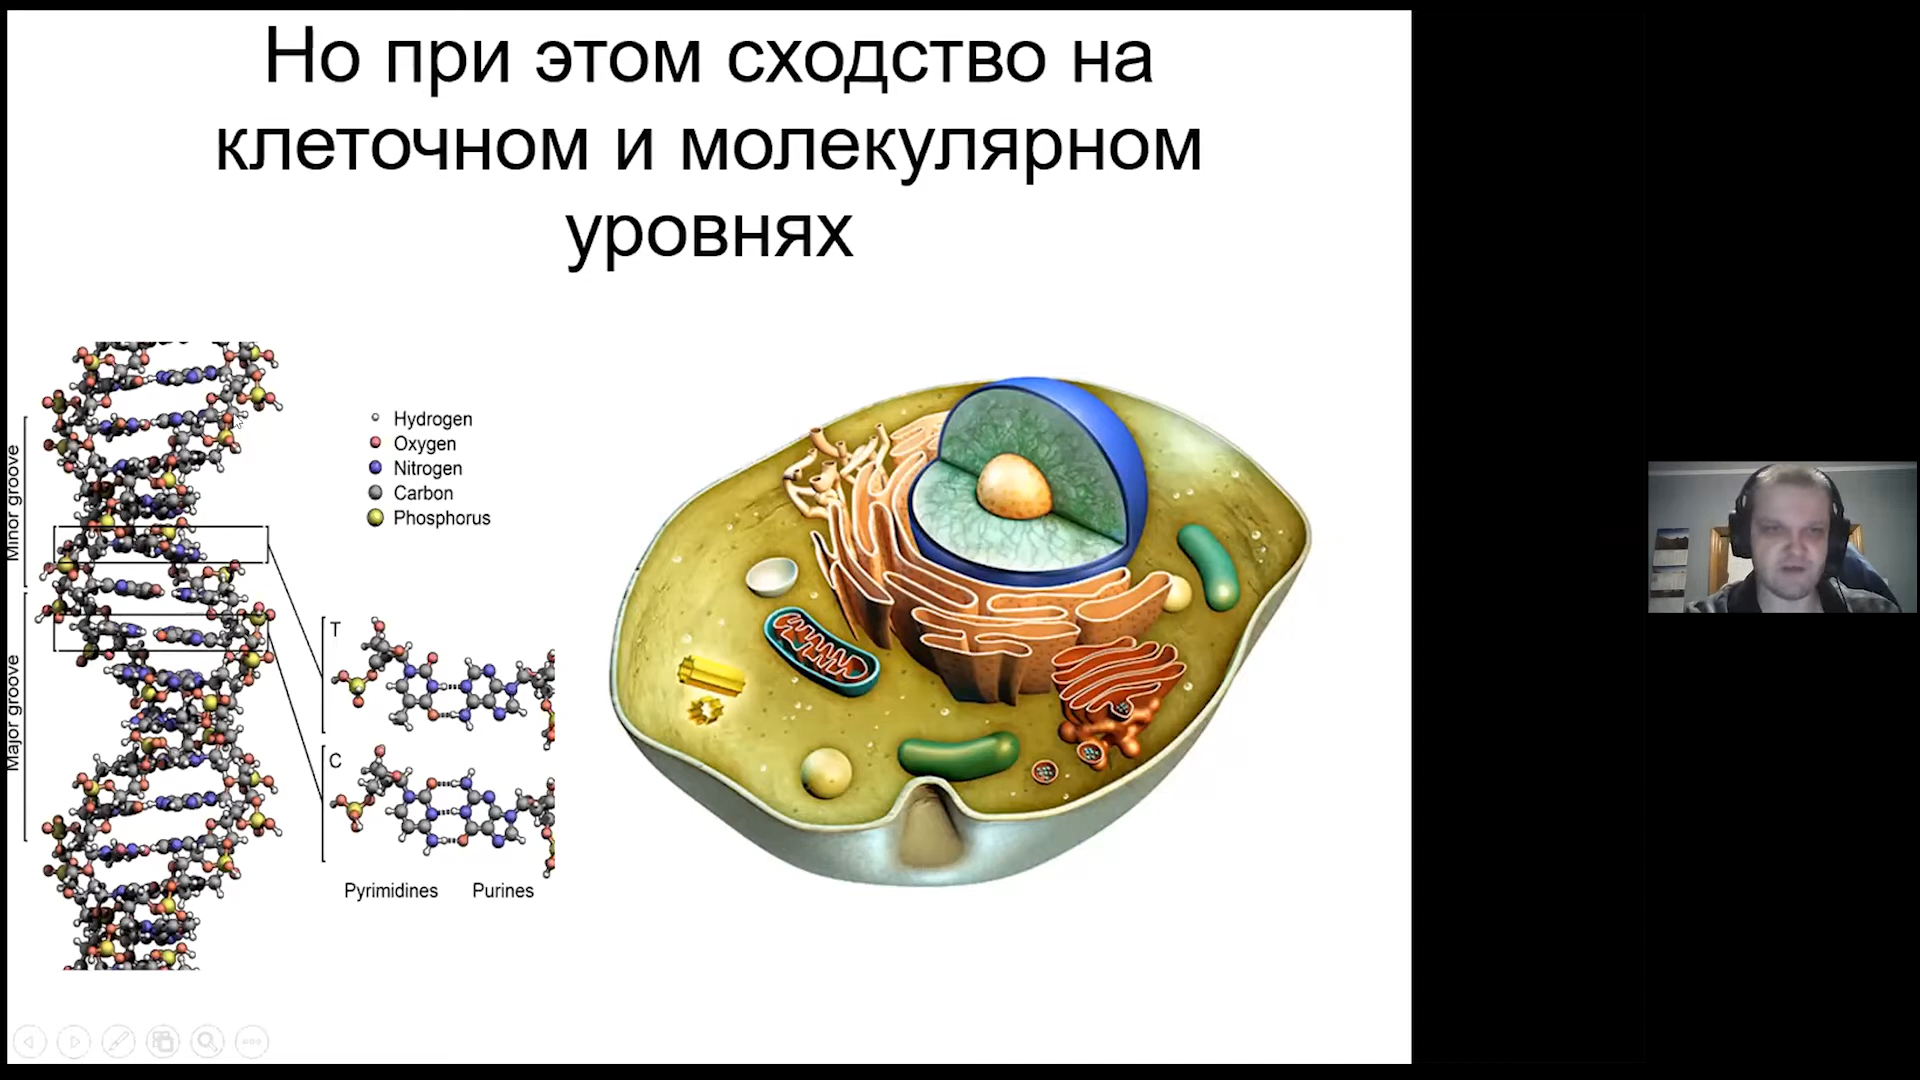 Но при этом сходство на
клеточном и молекулярном
уровнях
Minor groove
Major groove
Hydrogen
Oxygen
Nitrogen
Carbon
Phosphorus
T
C
Pyrimidines Purines